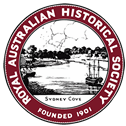 ROYAL AUSTRALIAN HISTORICAL SOCIETY
SYDNEY COVE
FOUNDED 1901